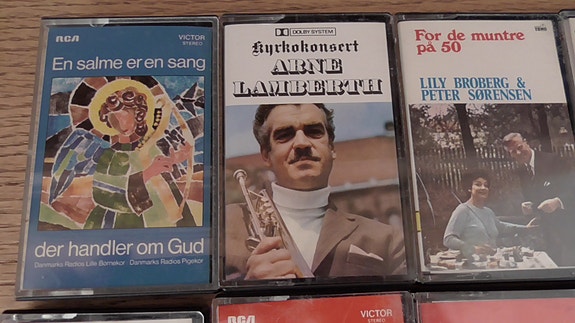 RCA VICTOR
STEREO
En salme er en sang
der handler om Gud
Danmarks Radios Lille Børnekor · Danmarks Radios Pigekor
DOLBY SYSTEM
Kyrkokonsert
ARNE
LAMBERTH
For de muntre
på 50
LILY BROBERG &
PETER SØRENSEN
RCA VICTOR
STEREO